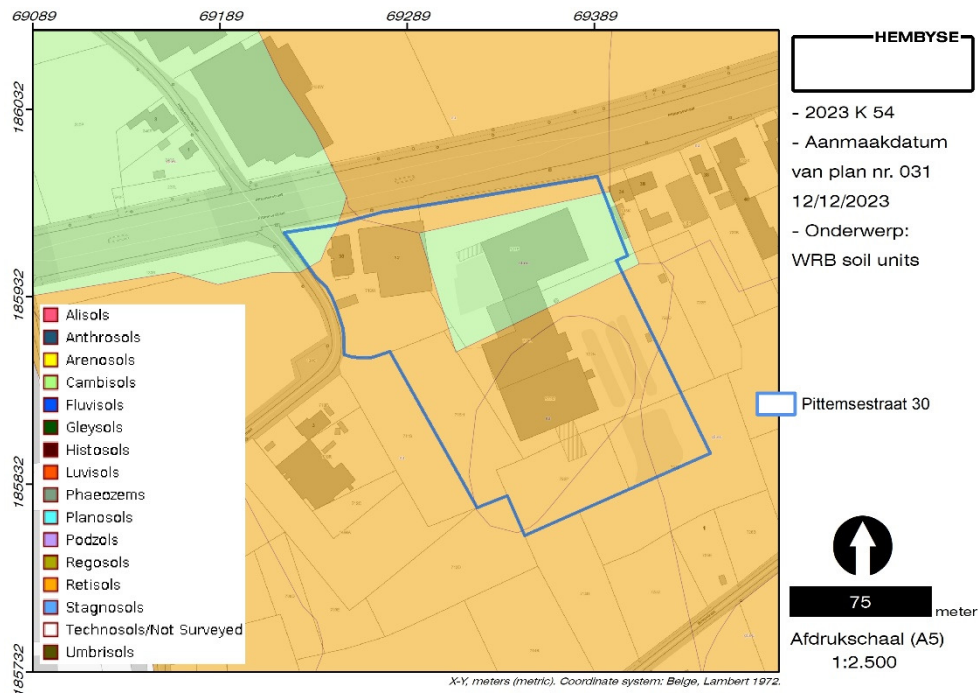 69089
69189
69289
69389
186032
185932
185832
185732
HEMBYSE
- 2023 K 54
- Aanmaakdatum
van plan nr. 031
12/12/2023
- Onderwerp:
WRB soil units
Alisols
Anthrosols
Arenosols
Cambisols
Fluvisols
Gleysols
Histosols
Luvisols
Phaeozems
Planosols
Podzols
Regosols
Retisols
Stagnosols
Technosols/Not Surveyed
Umbrisols
Pittemsestraat 30
75
meter
Afdrukschaal (A5)
1:2.500
X-Y, meters (metric). Coordinate system: Belge, Lambert 1972.